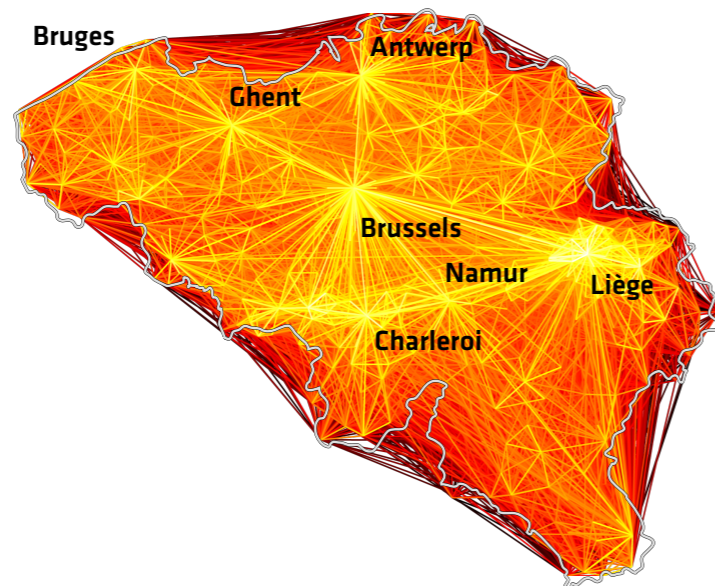 Bruges
Antwerp
Ghent
Brussels
Namur
Liège
Charleroi